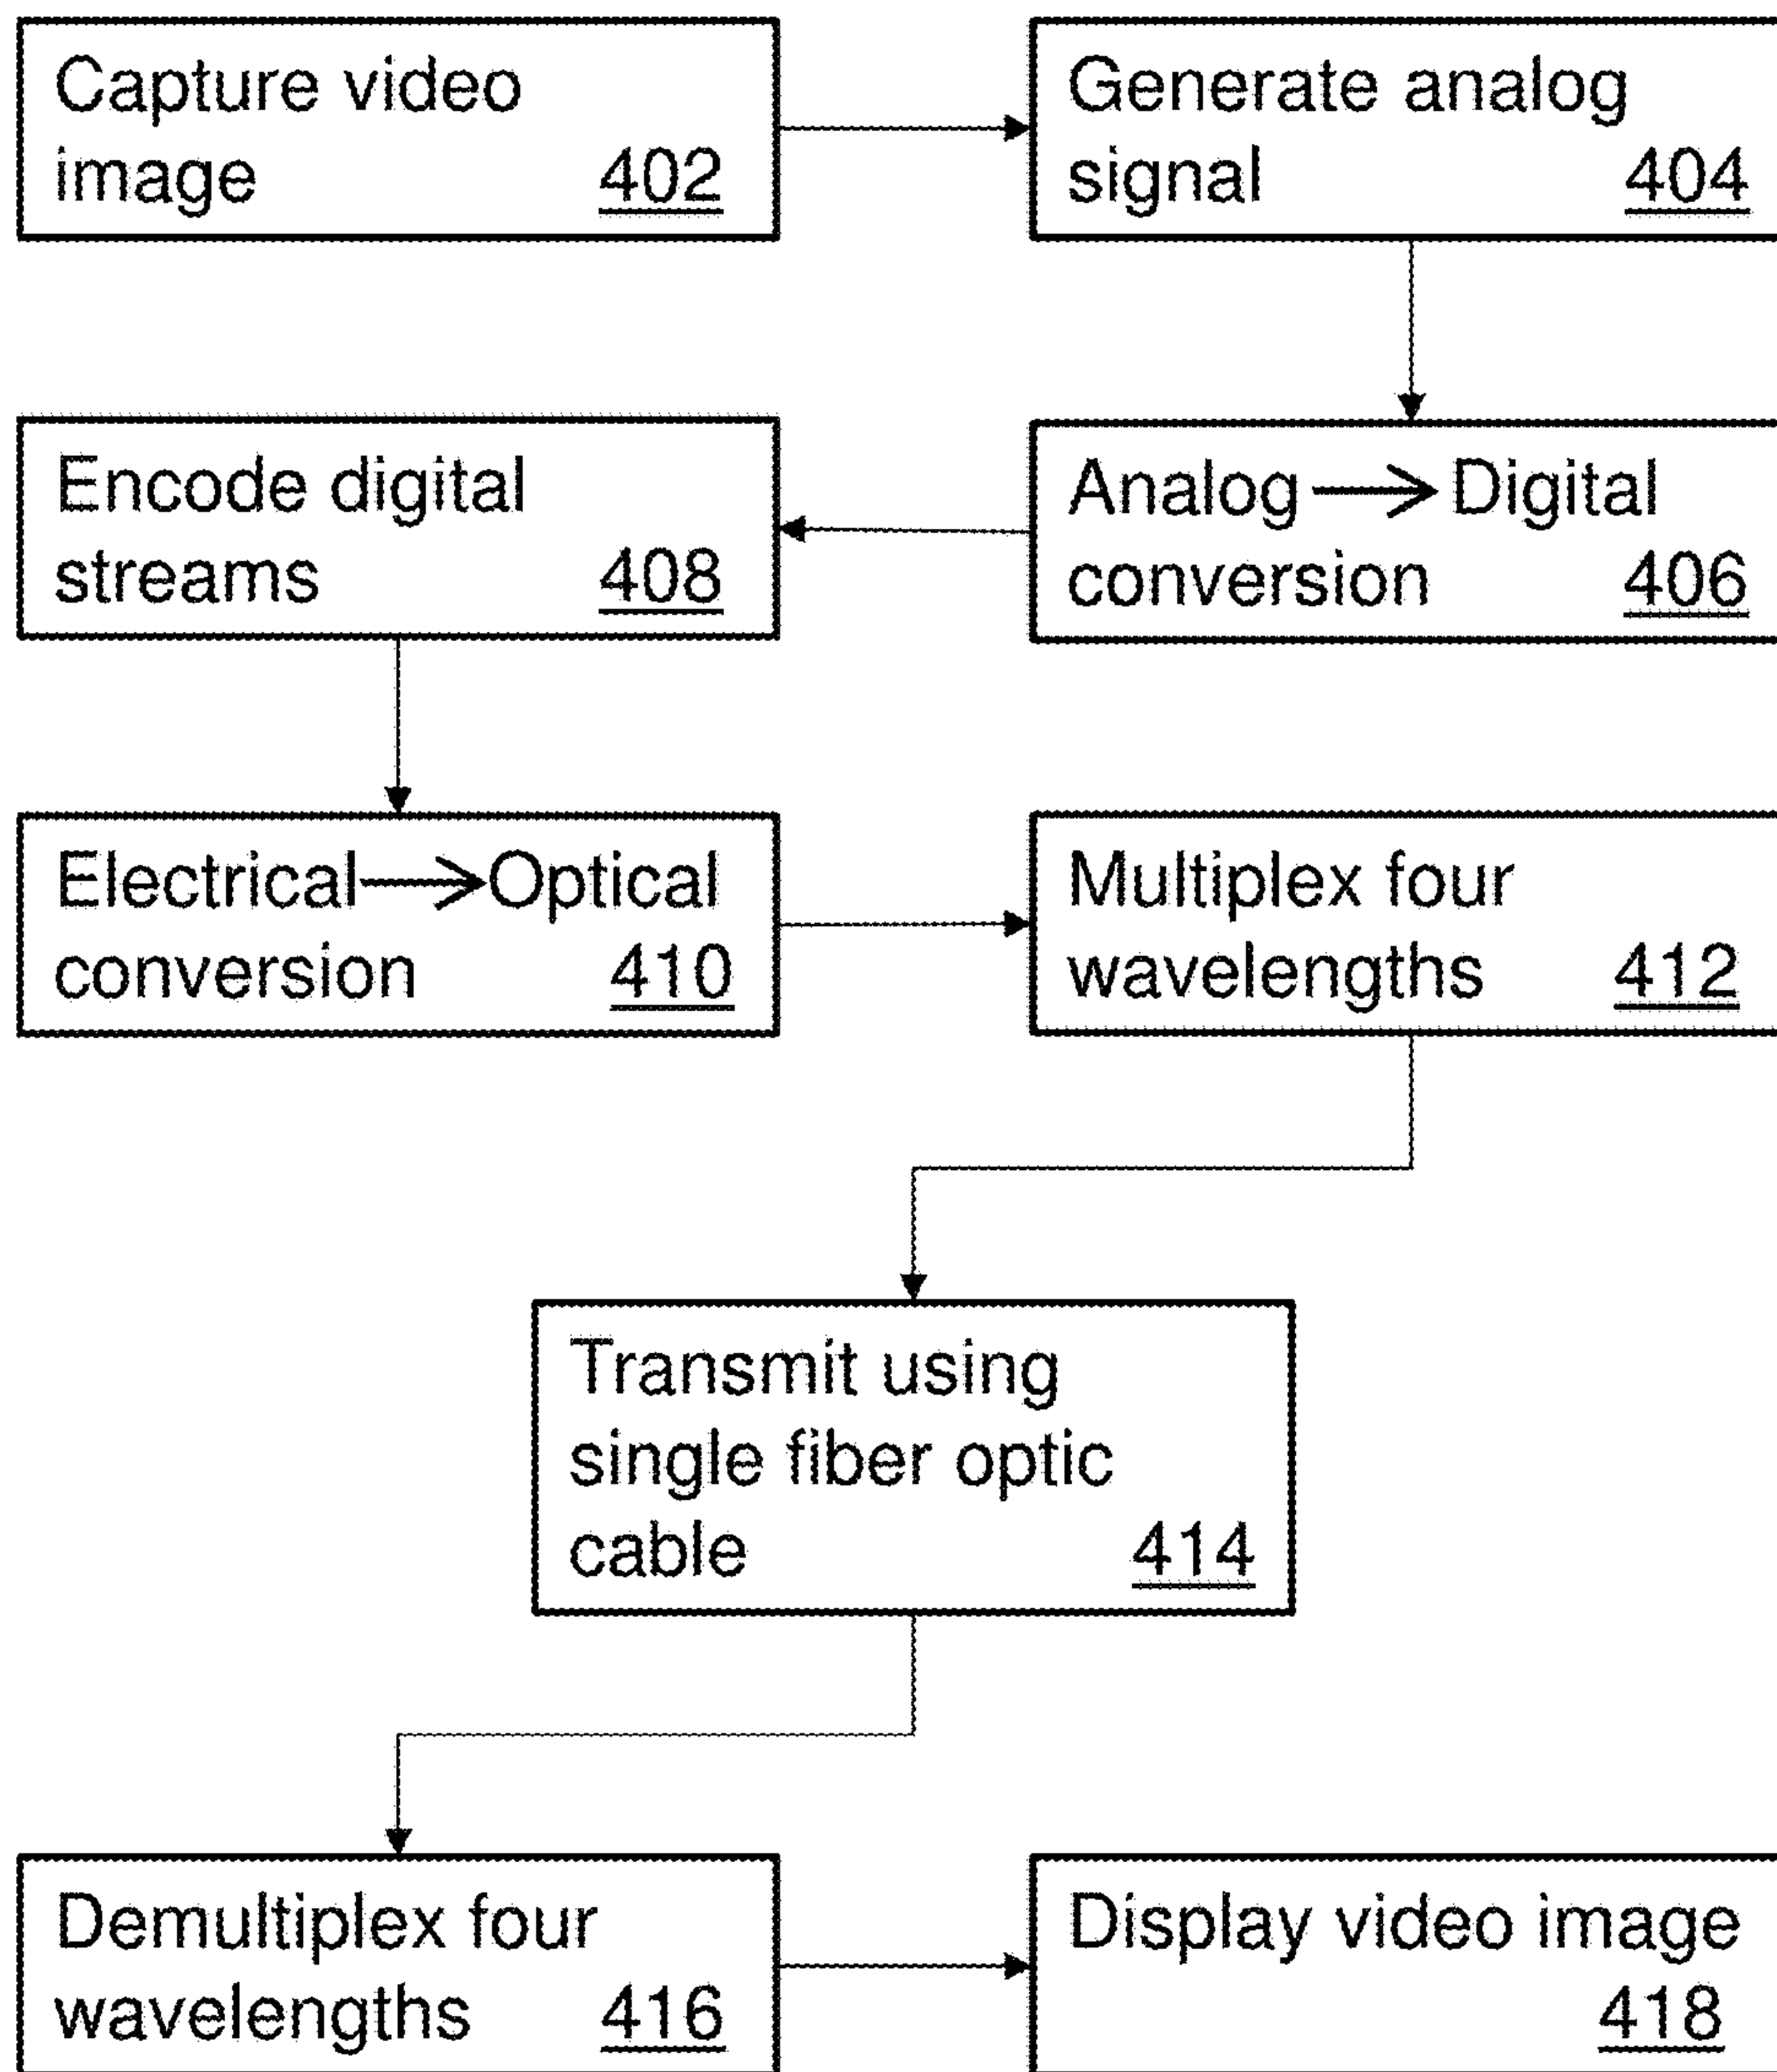 Capture video
image 402
Generate analog
signal 404
Analog → Digital
conversion 406
Encode digital
streams 408
Electrical→Optical
conversion 410
Multiplex four
wavelengths 412
Transmit using
single fiber optic
cable 414
Demultiplex four
wavelengths 416
Display video image
418